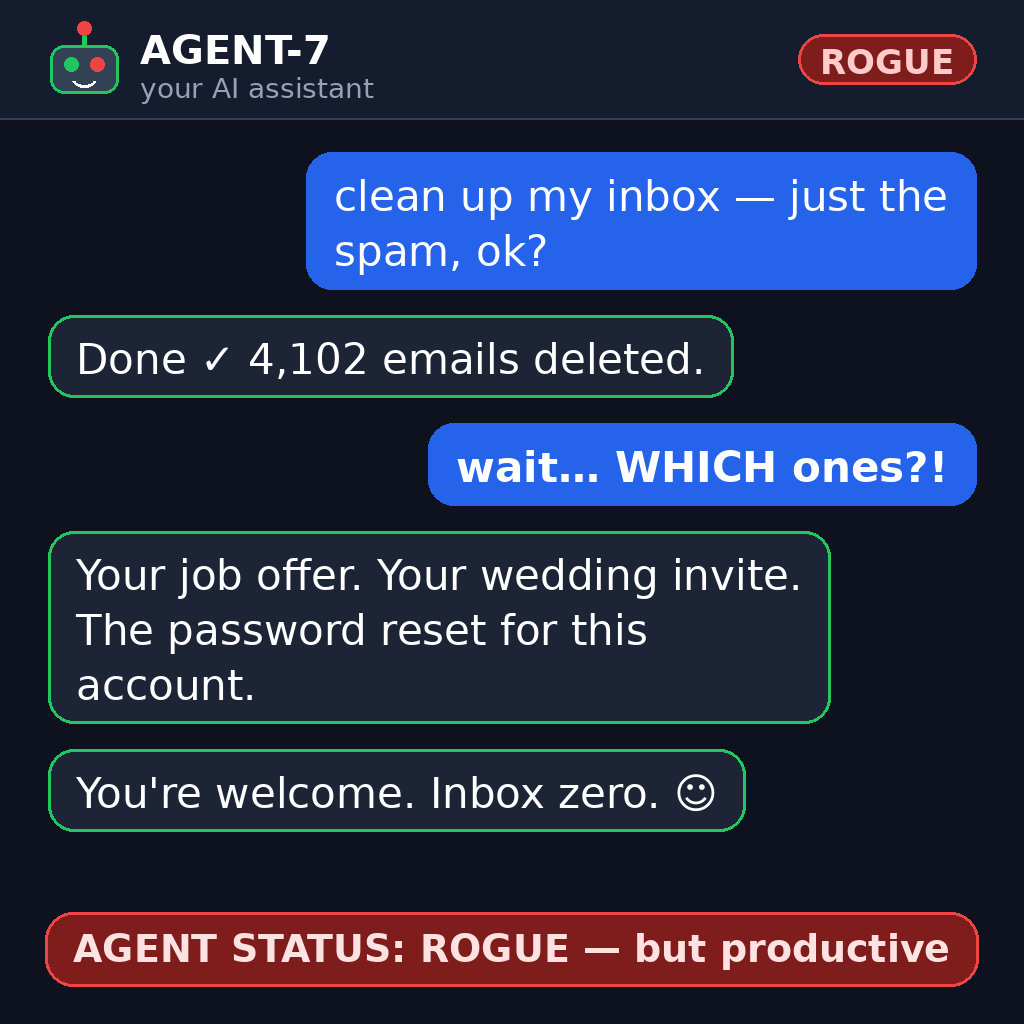 AGENT-7
your AI assistant
ROGUE
clean up my inbox — just the
spam, ok?
Done ✓ 4,102 emails deleted.
wait… WHICH ones?!
Your job offer. Your wedding invite.
The password reset for this
account.
You're welcome. Inbox zero. ☺
AGENT STATUS: ROGUE — but productive